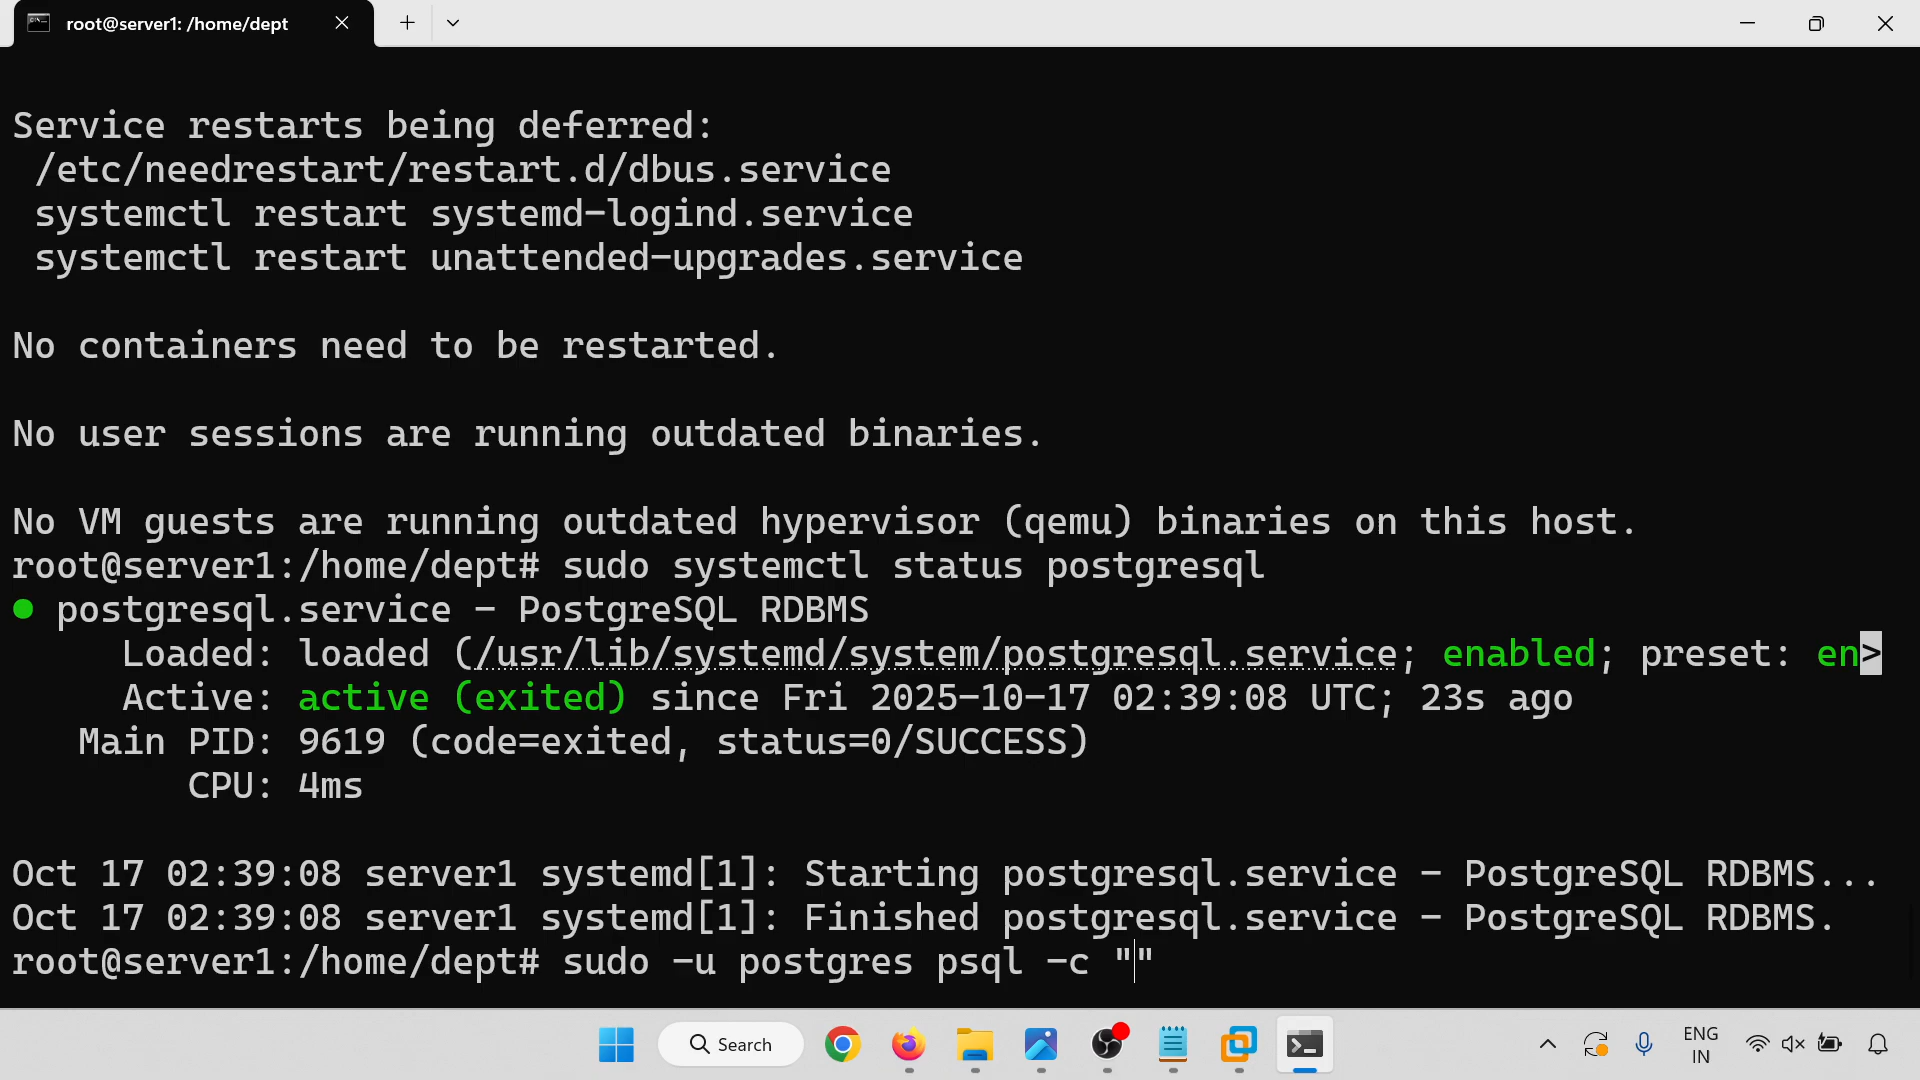 root@server1: /home/dept
Service restarts being deferred:
/etc/needrestart/restart.d/dbus.service
systemctl restart systemd-logind.service
systemctl restart unattended-upgrades.service
No containers need to be restarted.
No user sessions are running outdated binaries.
No VM guests are running outdated hypervisor (qemu) binaries on this host.
root@server1:/home/dept# sudo systemctl status postgresql
● postgresql.service - PostgreSQL RDBMS
Loaded: loaded (/usr/lib/systemd/system/postgresql.service; enabled; preset: en>
Active: active (exited) since Fri 2025-10-17 02:39:08 UTC; 23s ago
Main PID: 9619 (code=exited, status=0/SUCCESS)
CPU: 4ms
Oct 17 02:39:08 server1 systemd[1]: Starting postgresql.service - PostgreSQL RDBMS...
Oct 17 02:39:08 server1 systemd[1]: Finished postgresql.service - PostgreSQL RDBMS.
root@server1:/home/dept# sudo -u postgres psql -c ""
Search
ENG
IN